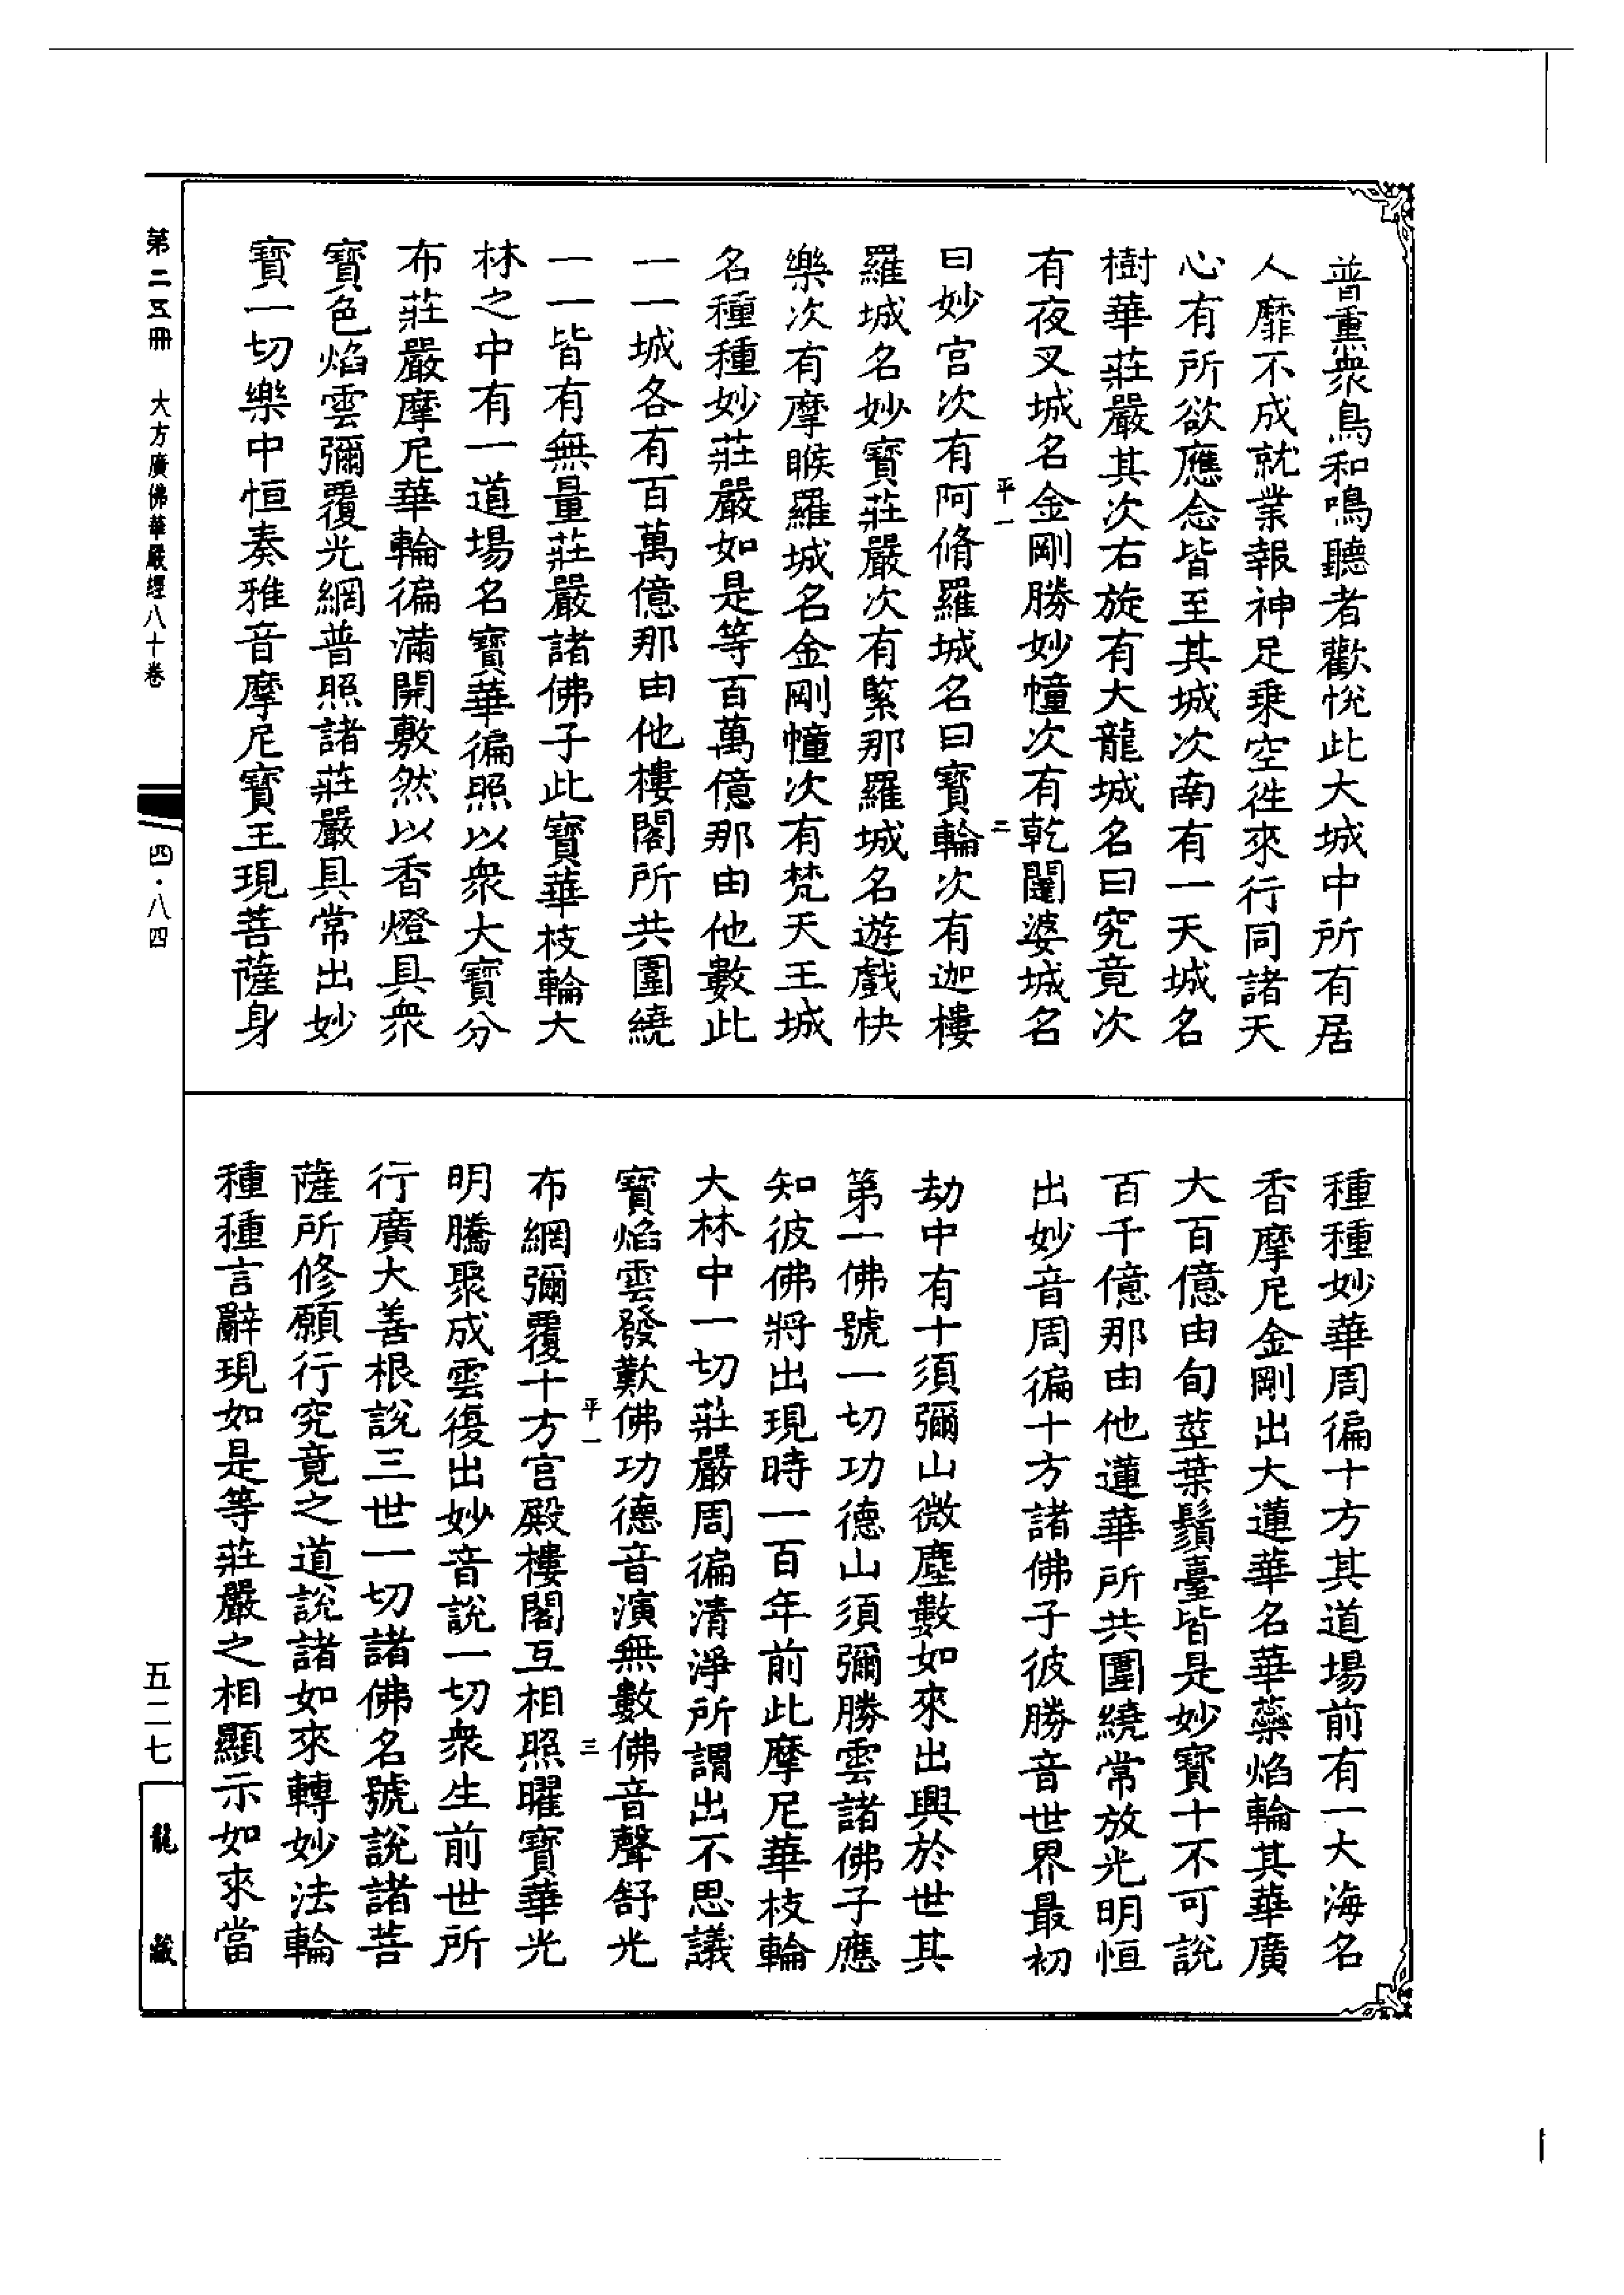 普熏衆鳥和鳴聽者歡悅此大城中所有居
人靡不成就業報神足乗空徃來行同諸天
心有所欲應念皆至其城次南有一天城名
樹華莊嚴其次右旋有大龍城名曰究竟次
有夜叉城名金剛勝妙幢次有乾闥婆城名
平一
二
曰妙宫次有阿脩羅城名曰寶輪次有迦樓
羅城名妙寶莊嚴次有緊那羅城名遊戲快
樂次有摩睺羅城名金剛幢次有梵天王城
名種種妙莊嚴如是等百萬億那由他數此
一一城各有百萬億那由他樓閣所共圍繞
一一皆有無量莊嚴諸佛子此寶華枝輪大
林之中有一道場名寶華徧照以衆大寶分
布莊嚴摩尼華輪徧滿開敷然以香燈具衆
寶色焰雲彌覆光網普照諸莊嚴具常出妙
寶一切樂中恒奏雅音摩尼寶王現菩薩身
種種妙華周徧十方其道場前有一大海名
香摩尼金剛出大蓮華名華蘂焰輪其華廣
大百億由旬莖葉鬚臺皆是妙寶十不可說
百千億那由他蓮華所共圍繞常放光明恒
出妙音周徧十方諸佛子彼勝音世界最初
劫中有十須彌山微塵數如來出興於世其
第一佛號一切功德山須彌勝雲諸佛子應
知彼佛將出現時一百年前此摩尼華枝輪
大林中一切莊嚴周徧清淨所謂出不思議
寶焰雲發歎佛功德音演無數佛音聲舒光
平一
三
布網彌覆十方宫殿樓閣互相照曜寶華光
明騰聚成雲復出妙音說一切衆生前世所
行廣大善根說三世一切諸佛名號說諸菩
薩所修願行究竟之道說諸如來轉妙法輪
種種言辭現如是等莊嚴之相顯示如來當
第二五冊 大方廣佛華嚴經八十卷 四·八四
五二七
龍藏